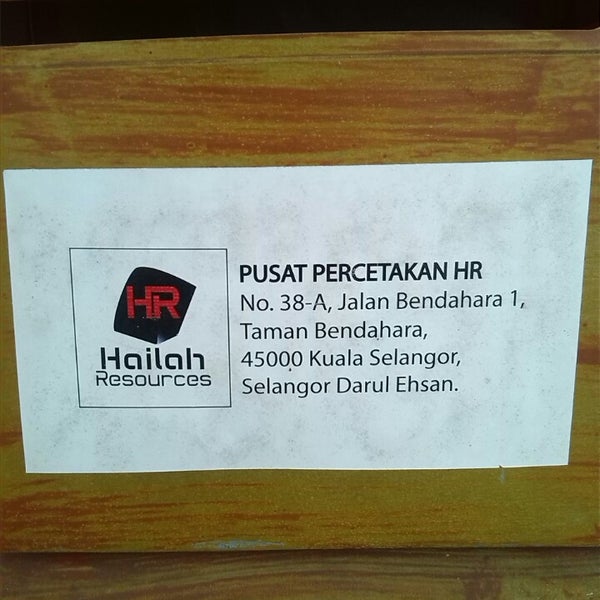 HR
Hailah
Resources
PUSAT PERCETAKAN HR
No. 38-A, Jalan Bendahara 1,
Taman Bendahara,
45000 Kuala Selangor,
Selangor Darul Ehsan.